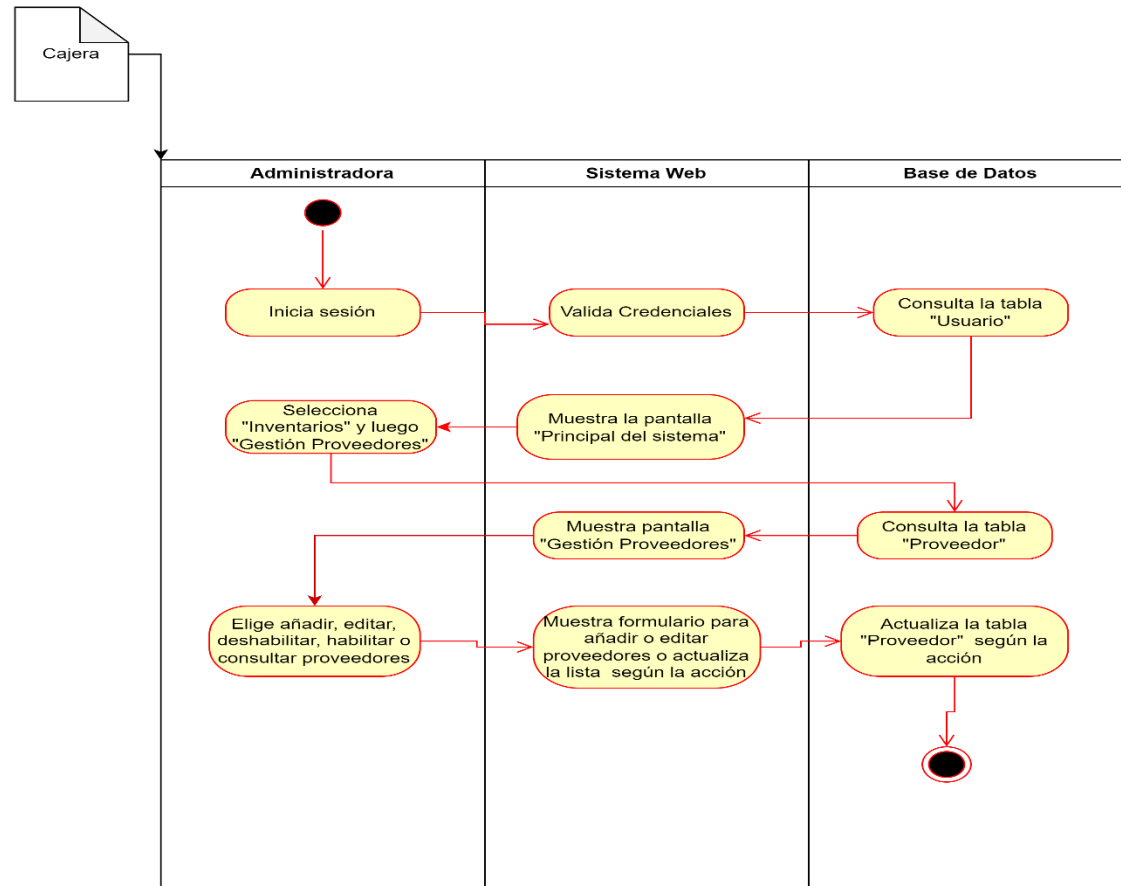 Cajera
Administradora
Sistema Web
Base de Datos
Inicia sesión
Valida Credenciales
Consulta la tabla
"Usuario"
Selecciona
"Inventarios" y luego
"Gestión Proveedores"
Muestra la pantalla
"Principal del sistema"
Muestra pantalla
"Gestión Proveedores"
Consulta la tabla
"Proveedor"
Elige añadir, editar,
deshabilitar, habilitar o
consultar proveedores
Muestra formulario para
añadir o editar
proveedores o actualiza
la lista según la acción
Actualiza la tabla
"Proveedor" según la
acción